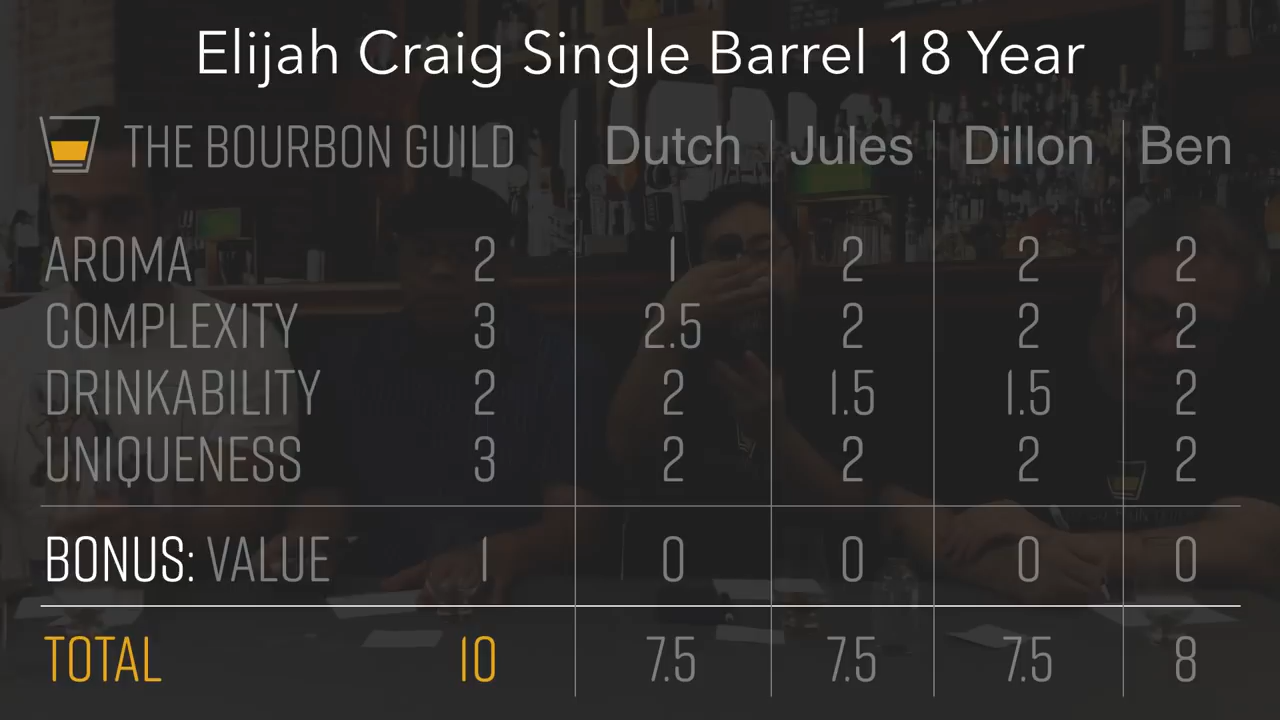 Elijah Craig Single Barrel 18 Year
THE BOURBON GUILD Dutch Jules Dillon Ben
AROMA 2 1 2 2 2
COMPLEXITY 3 2.5 2 2 2
DRINKABILITY 2 2 1.5 1.5 2
UNIQUENESS 3 2 2 2 2
BONUS: VALUE 1 0 0 0 0
TOTAL 10 7.5 7.5 7.5 8